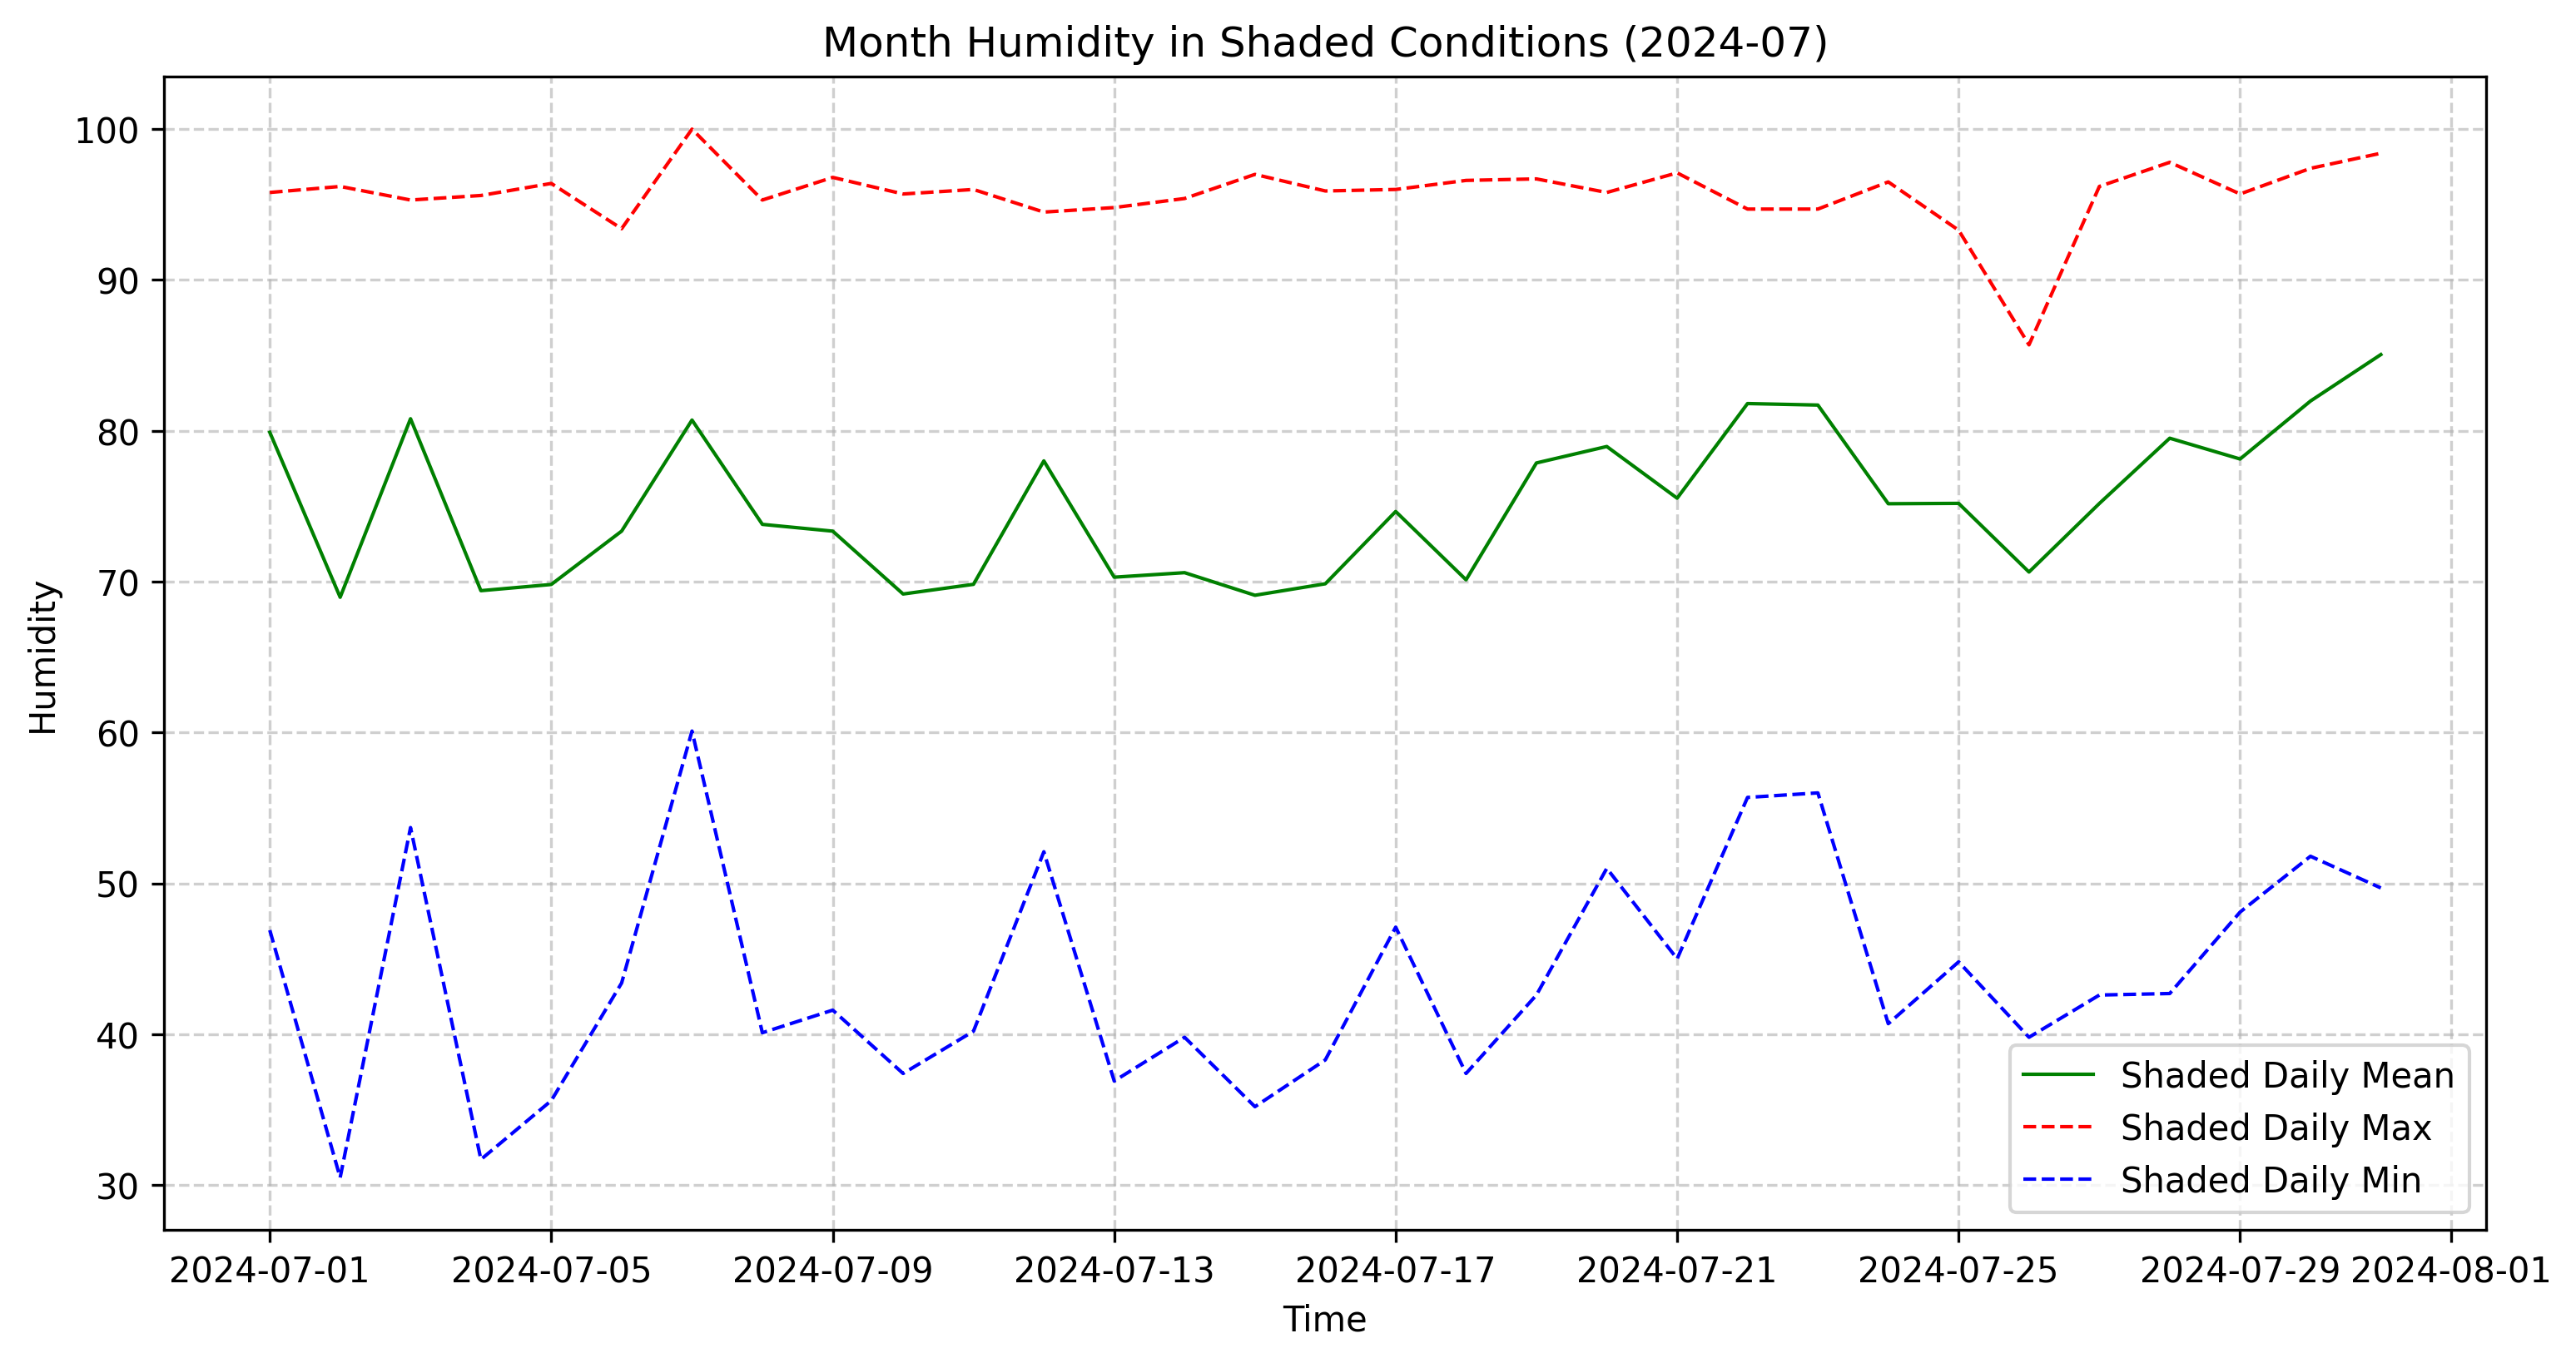 Month Humidity in Shaded Conditions (2024-07)
100
90
80
70
60
50
40
30
Humidity
Shaded Daily Mean
Shaded Daily Max
Shaded Daily Min
2024-07-01 2024-07-05 2024-07-09 2024-07-13 2024-07-17 2024-07-21 2024-07-25 2024-07-29 2024-08-01
Time